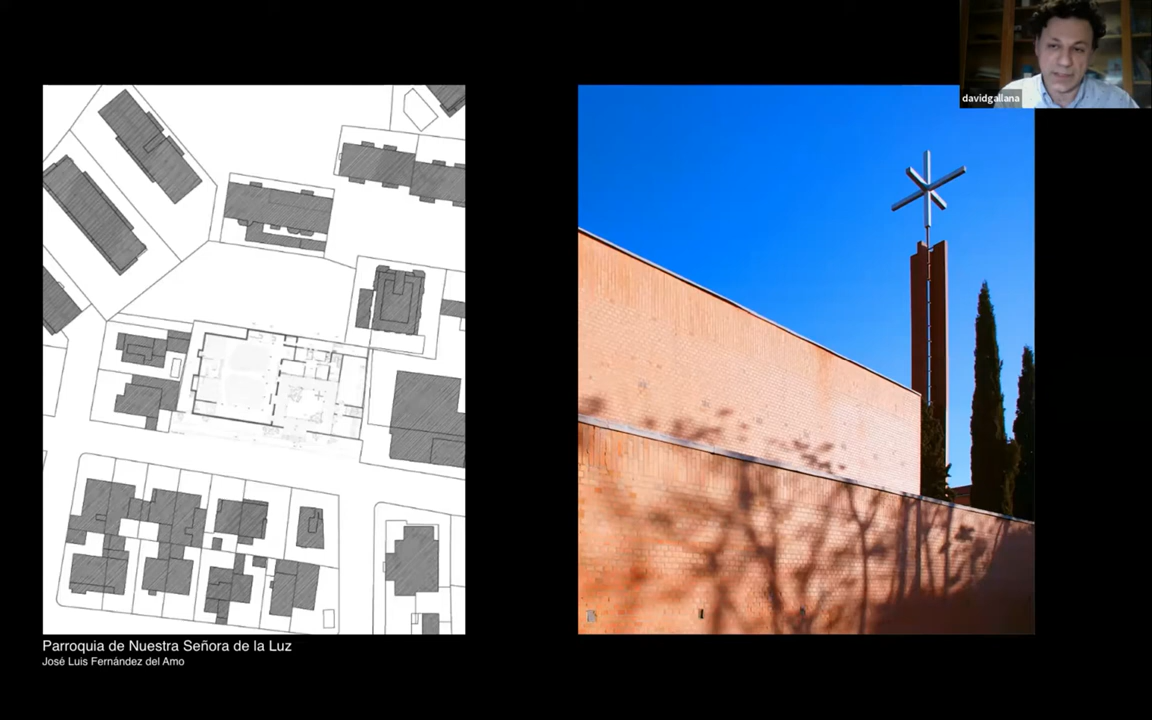 davidgallana
Parroquia de Nuestra Señora de la Luz
José Luis Fernández del Amo